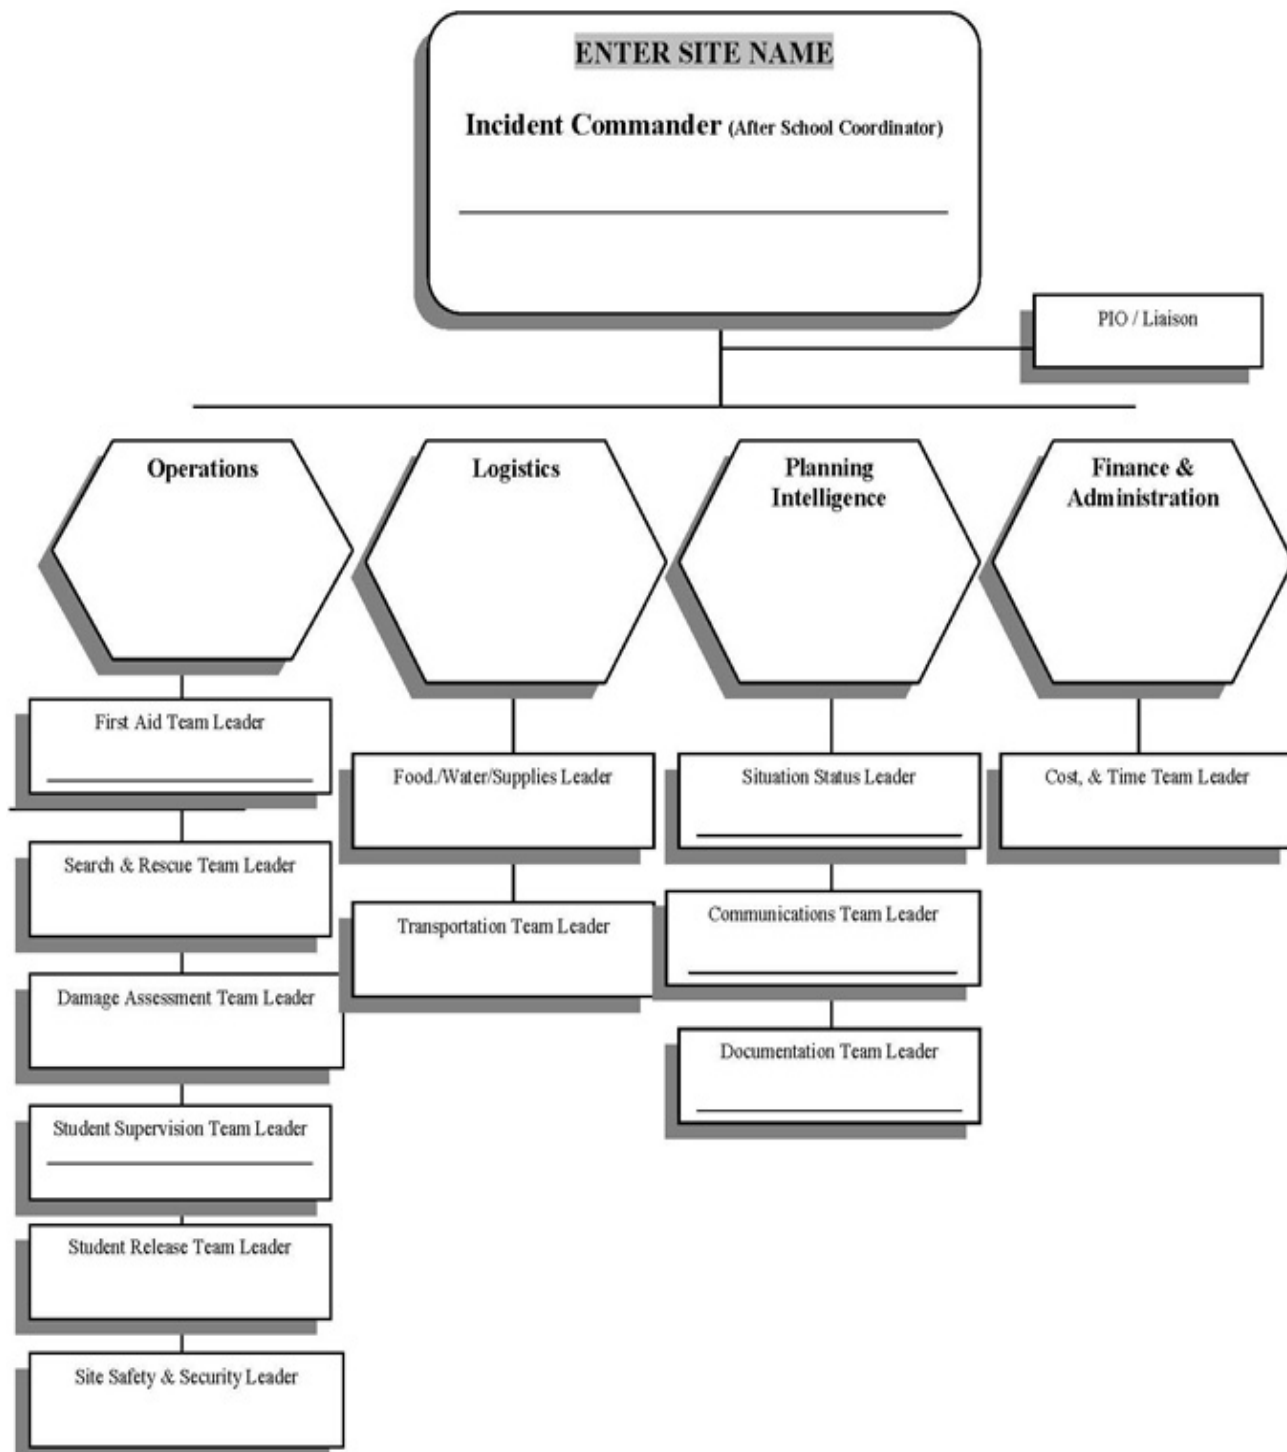 ENTER SITE NAME
Incident Commander (After School Coordinator)
PIO / Liaison
Operations
Logistics
Planning
Intelligence
Finance &
Administration
First Aid Team Leader
Search & Rescue Team Leader
Damage Assessment Team Leader
Student Supervision Team Leader
Student Release Team Leader
Site Safety & Security Leader
Food./Water/Supplies Leader
Transportation Team Leader
Situation Status Leader
Communications Team Leader
Documentation Team Leader
Cost, & Time Team Leader